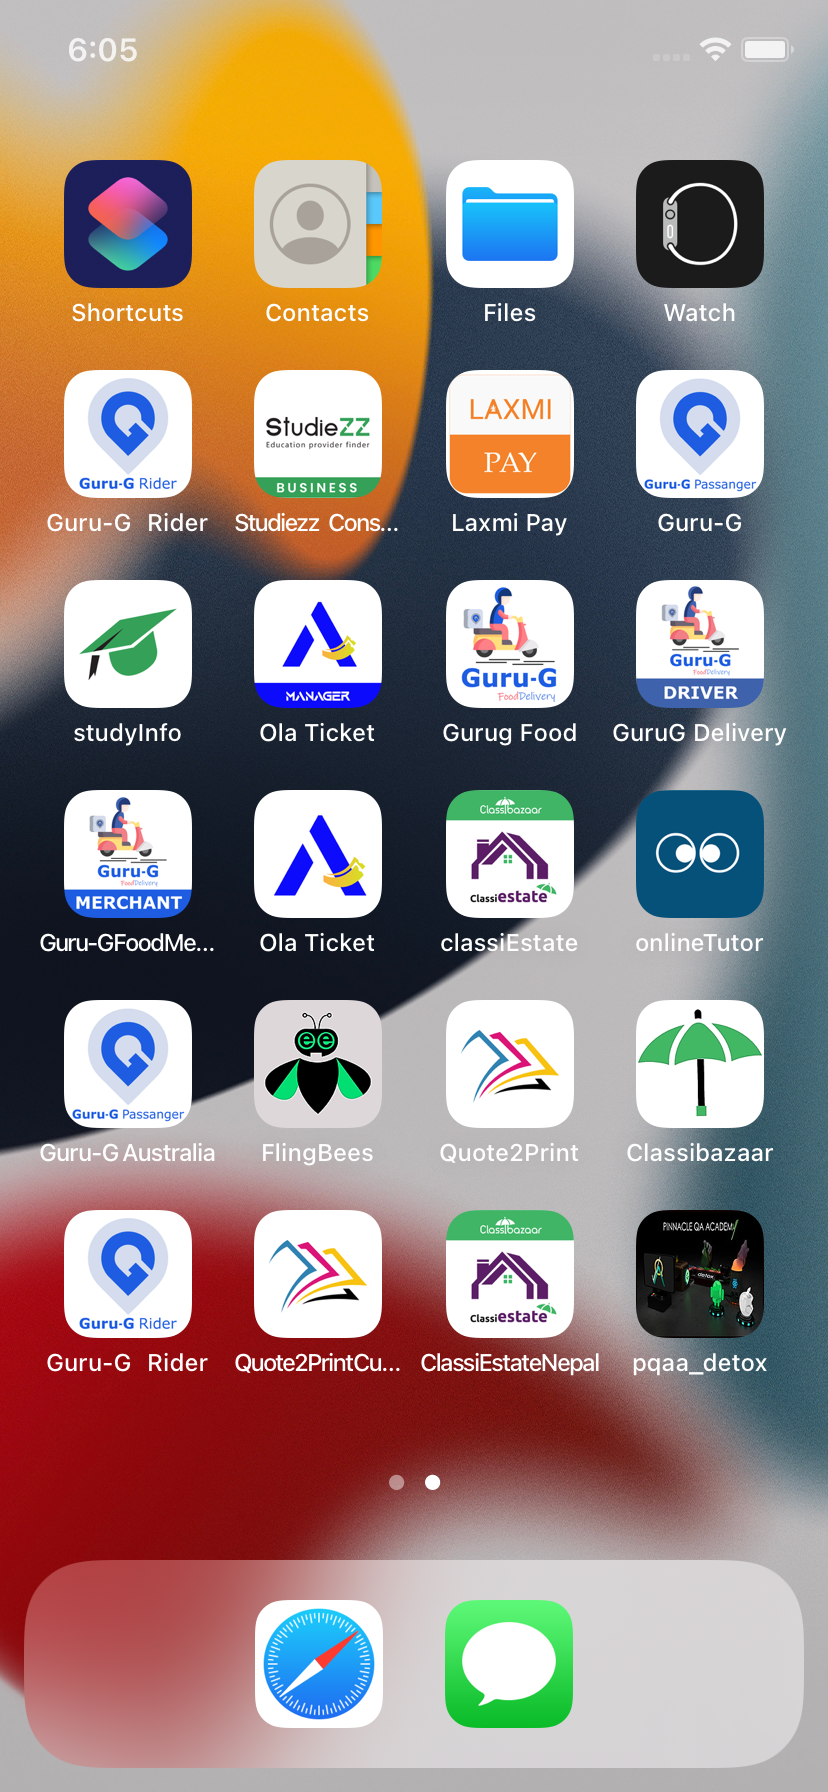 6:05
Shortcuts
Contacts
Files
Watch
Guru-G Rider
Guru-G Rider
StudieZZ
Education provider finder
BUSINESS
Studiezz Cons...
LAXMI
PAY
Laxmi Pay
Guru-G Passanger
Guru-G
studyInfo
MANAGER
Ola Ticket
Guru-G
FoodDelivery
Gurug Food
Guru-G
FoodDelivery
DRIVER
GuruG Delivery
Guru-G
FoodDelivery
MERCHANT
Guru-GFoodMe...
Ola Ticket
Classibazaar
Classiestate
classiEstate
onlineTutor
Guru-G Passanger
Guru-G Australia
ee
FlingBees
Quote2Print
Classibazaar
Guru-G Rider
Guru-G Rider
Quote2PrintCu...
Classibazaar
Classiestate
ClassiEstateNepal
PINNACLE QA ACADEMY
detox
pqaa_detox